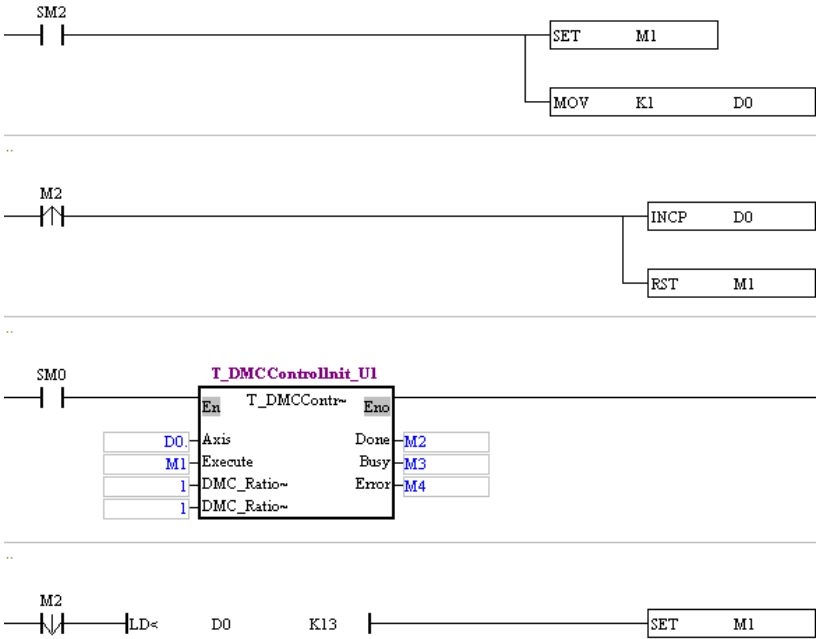 SM2
SET M1
MOV K1 D0
..
M2
INCP D0
RST M1
..
SM0
T_DMCControlInit_U1
En T_DMCContr~ Eno
D0. Axis Done M2
M1 Execute Busy M3
1 DMC_Ratio~ Error M4
1 DMC_Ratio~
..
M2
LD< D0 K13 SET M1